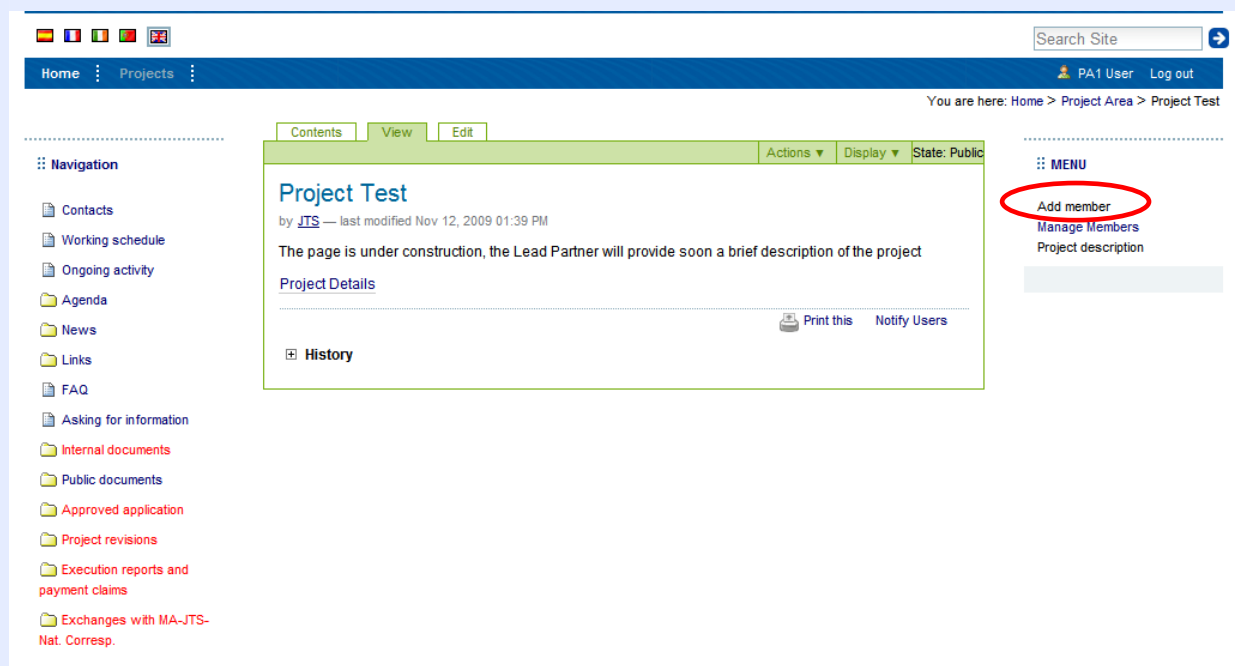 Search Site
Home Projects
PA1 User Log out
You are here: Home > Project Area > Project Test
Navigation
Contacts
Working schedule
Ongoing activity
Agenda
News
Links
FAQ
Asking for information
Internal documents
Public documents
Approved application
Project revisions
Execution reports and
payment claims
Exchanges with MA-JTS-
Nat. Corresp.
Contents View Edit
Actions ▼ Display ▼ State: Public
Project Test
by JTS — last modified Nov 12, 2009 01:39 PM
The page is under construction, the Lead Partner will provide soon a brief description of the project
Project Details
Print this Notify Users
History
MENU
Add member
Manage Members
Project description